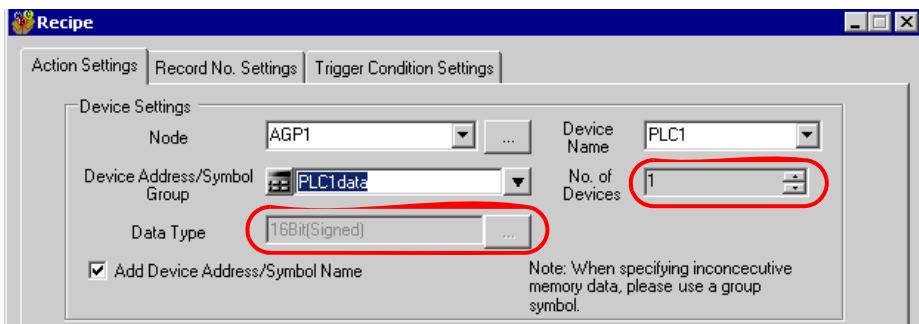 Recipe
Action Settings Record No. Settings Trigger Condition Settings
Device Settings
Node AGP1 ... Device Name PLC1
Device Address/Symbol Group PLC1data No. of Devices 1
Data Type 16Bit(Signed) ...
Add Device Address/Symbol Name
Note: When specifying inconcecutive
memory data, please use a group
symbol.